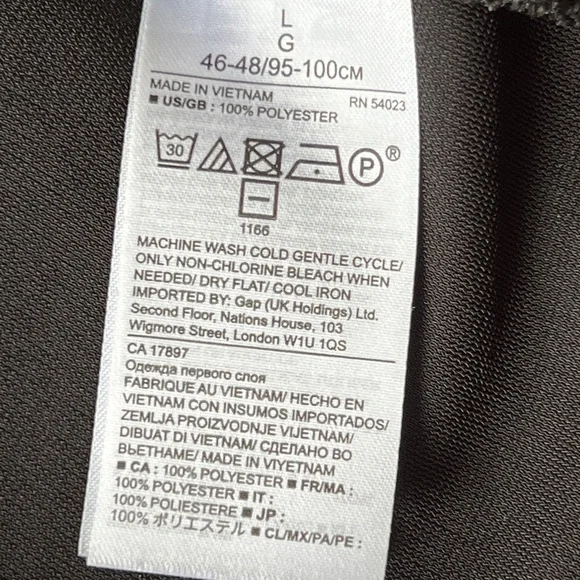 L
G
46-48/95-100CM
MADE IN VIETNAM RN 54023
■ US/GB : 100% POLYESTER
30 P ®
1166
MACHINE WASH COLD GENTLE CYCLE/
ONLY NON-CHLORINE BLEACH WHEN
NEEDED/ DRY FLAT/ COOL IRON
IMPORTED BY: Gap (UK Holdings) Ltd.
Second Floor, Nations House, 103
Wigmore Street, London W1U 1QS
CA 17897
Одежда первого слоя
FABRIQUE AU VIETNAM/ HECHO EN
VIETNAM CON INSUMOS IMPORTADOS/
ZEMLJA PROIZVODNJE VIJETNAM/
DIBUAT DI VIETNAM/ СДЕЛАНО ВО
ВЬЕТНАМЕ/ MADE IN VIYETNAM
■ CA : 100% POLYESTER ■ FR/MA :
100% POLYESTER ■ IT :
100% POLIESTERE ■ JP :
100% ポリエステル ■ CL/MX/PA/PE :